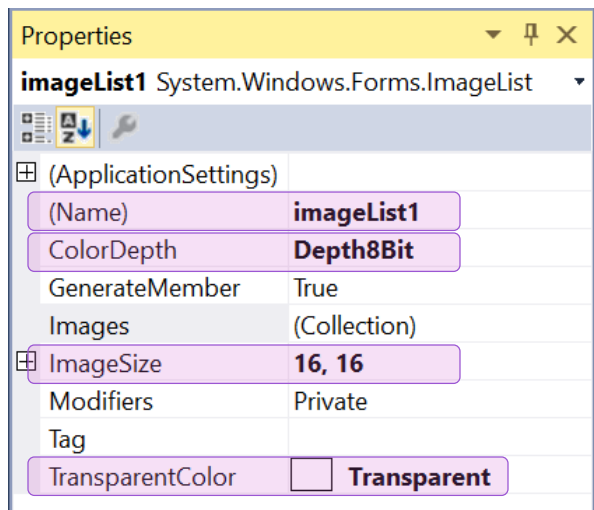 Properties
imageList1 System.Windows.Forms.ImageList
A Z
(ApplicationSettings)
(Name) imageList1
ColorDepth Depth8Bit
GenerateMember True
Images (Collection)
ImageSize 16, 16
Modifiers Private
Tag
TransparentColor Transparent